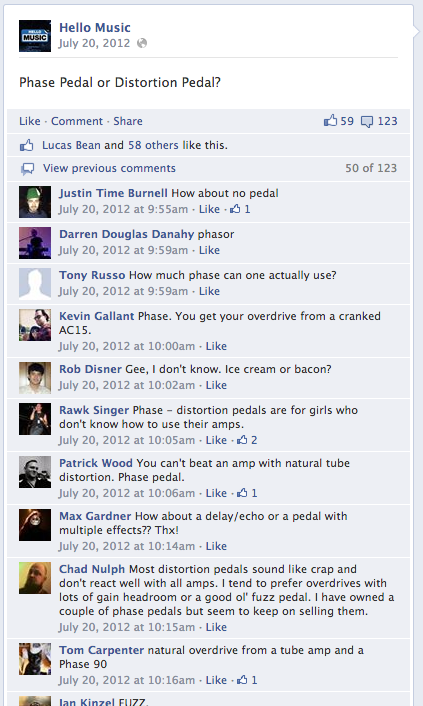 HELLO
MUSIC
Hello Music
July 20, 2012
Phase Pedal or Distortion Pedal?
Like · Comment · Share 59 123
Lucas Bean and 58 others like this.
View previous comments 50 of 123
Justin Time Burnell How about no pedal
July 20, 2012 at 9:55am · Like · 1
Darren Douglas Danahy phasor
July 20, 2012 at 9:59am · Like
Tony Russo How much phase can one actually use?
July 20, 2012 at 9:59am · Like
Kevin Gallant Phase. You get your overdrive from a cranked
AC15.
July 20, 2012 at 10:00am · Like
Rob Disner Gee, I don't know. Ice cream or bacon?
July 20, 2012 at 10:02am · Like
Rawk Singer Phase – distortion pedals are for girls who
don't know how to use their amps.
July 20, 2012 at 10:05am · Like · 2
Patrick Wood You can't beat an amp with natural tube
distortion. Phase pedal.
July 20, 2012 at 10:06am · Like · 1
Max Gardner How about a delay/echo or a pedal with
multiple effects?? Thx!
July 20, 2012 at 10:14am · Like
Chad Nulph Most distortion pedals sound like crap and
don't react well with all amps. I tend to prefer overdrives with
lots of gain headroom or a good ol' fuzz pedal. I have owned a
couple of phase pedals but seem to keep on selling them.
July 20, 2012 at 10:15am · Like
Tom Carpenter natural overdrive from a tube amp and a
Phase 90
July 20, 2012 at 10:16am · Like · 1
Ian Kinzel FUZZ.